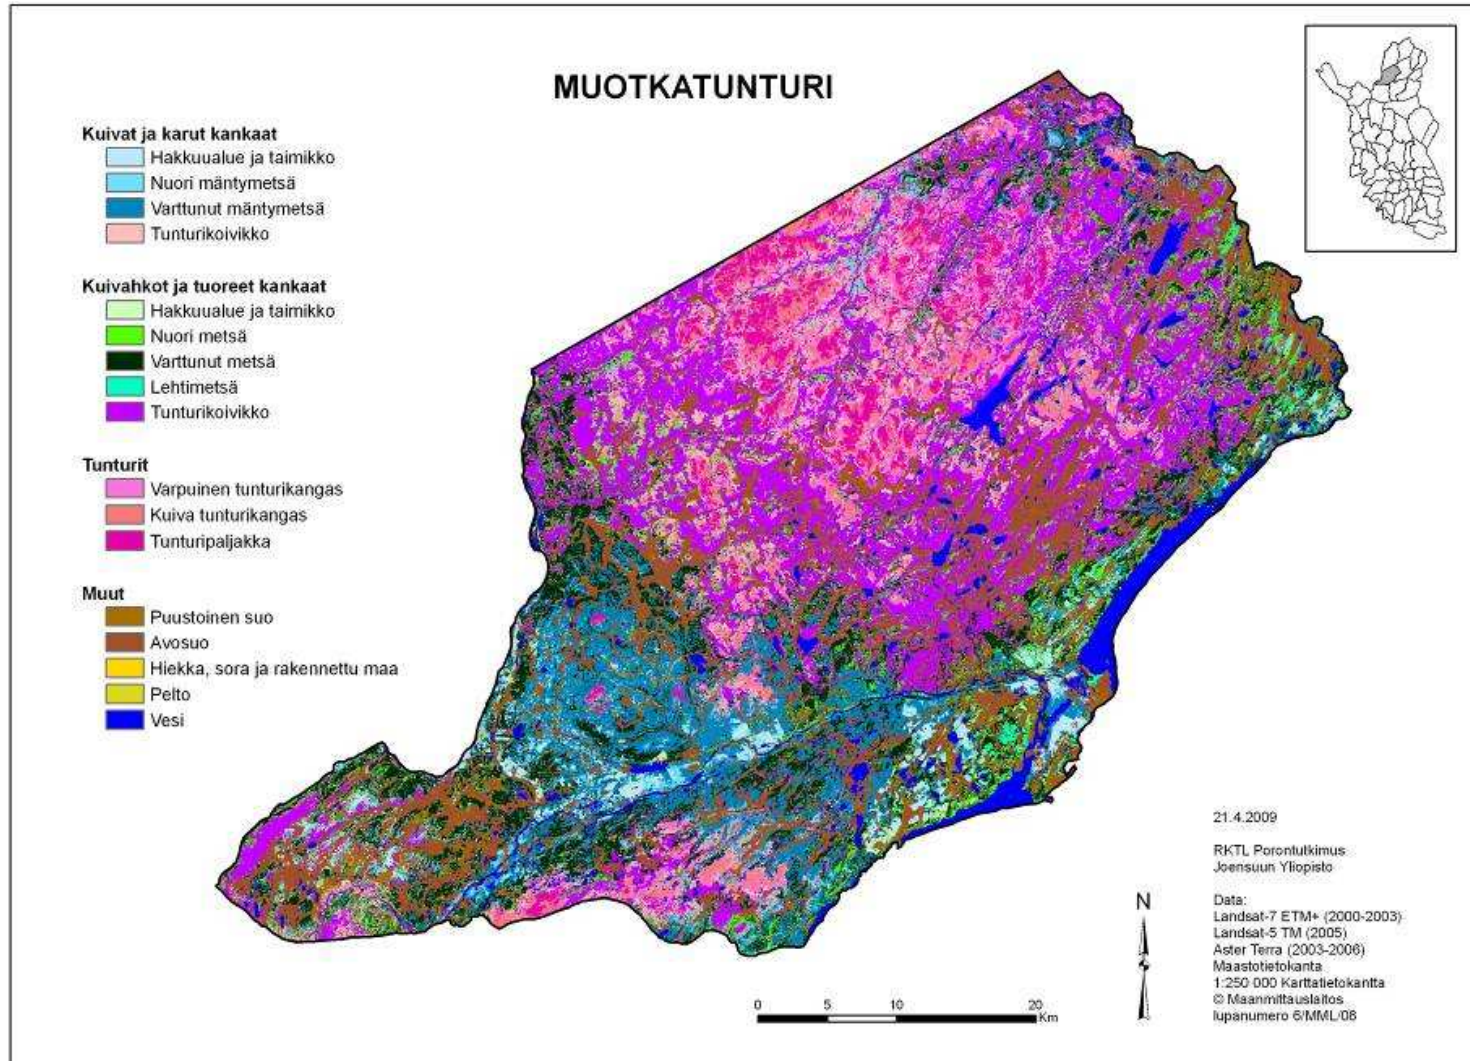 MUOTKATUNTURI
Kuivat ja karut kankaat
Hakkuualue ja taimikko
Nuori mäntymetsä
Varttunut mäntymetsä
Tunturikoivikko
Kuivahkot ja tuoreet kankaat
Hakkuualue ja taimikko
Nuori metsä
Varttunut metsä
Lehtimetsä
Tunturikoivikko
Tunturit
Varpuinen tunturikangas
Kuiva tunturikangas
Tunturipaljakka
Muut
Puustoinen suo
Avosuo
Hiekka, sora ja rakennettu maa
Pelto
Vesi
21.4.2009
RKTL Porontutkimus
Joensuun Yliopisto
Data:
Landsat-7 ETM+ (2000-2003)
Landsat-5 TM (2005)
Aster Terra (2003-2006)
Maastotietokanta
1:250 000 Karttatietokantta
© Maanmittauslaitos
lupanumero 6/MML/08
N
0 5 10 20
Km